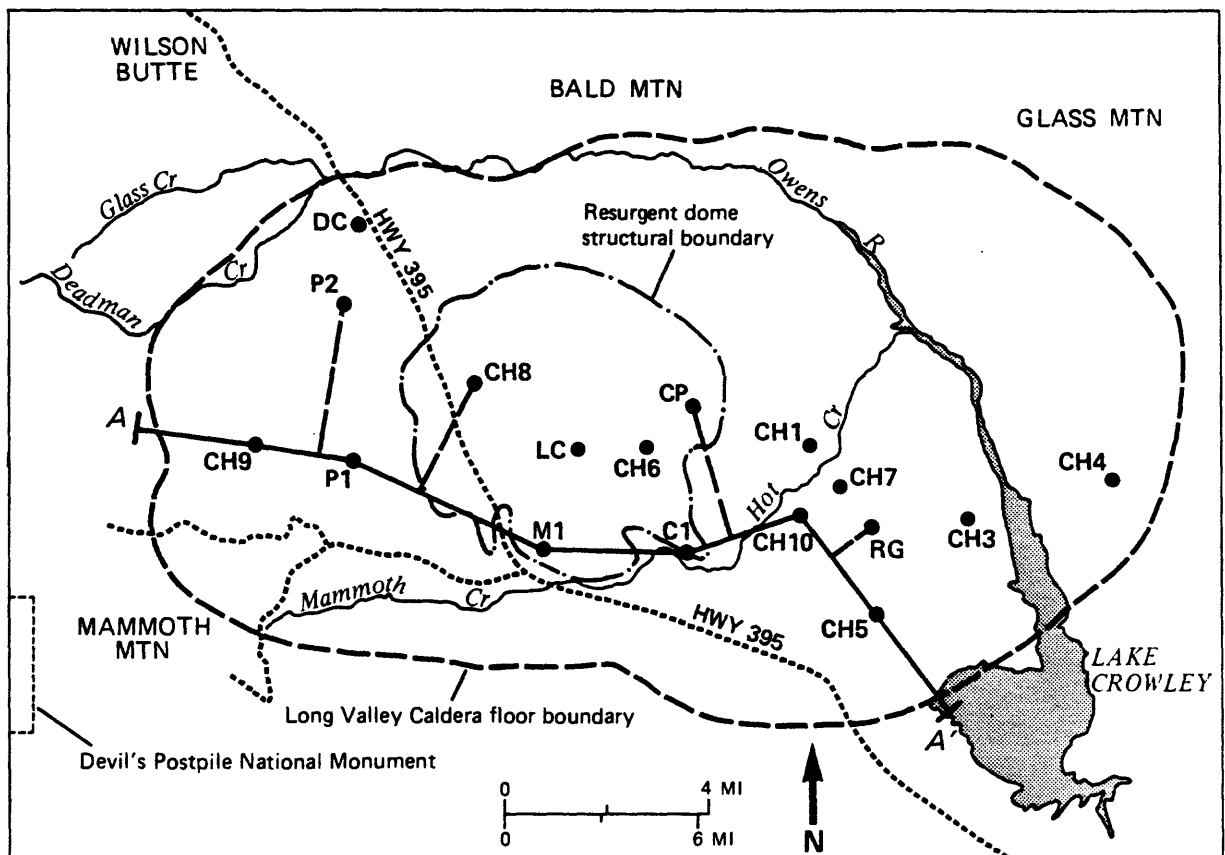 WILSON
BUTTE
BALD MTN
GLASS MTN
Glass Cr
Owens
R
Resurgent dome
structural boundary
DC
HWY 395
Cr
Deadman
P2
CH8
CP
A
CH9
P1
LC
CH6
CH1
Cr
CH7
CH4
Hot
M1
C1
CH10
RG
CH3
Mammoth
Cr
CH5
HWY 395
MAMMOTH
MTN
LAKE
CROWLEY
Long Valley Caldera floor boundary
A'
Devil's Postpile National Monument
0 4 MI
0 6 MI
N